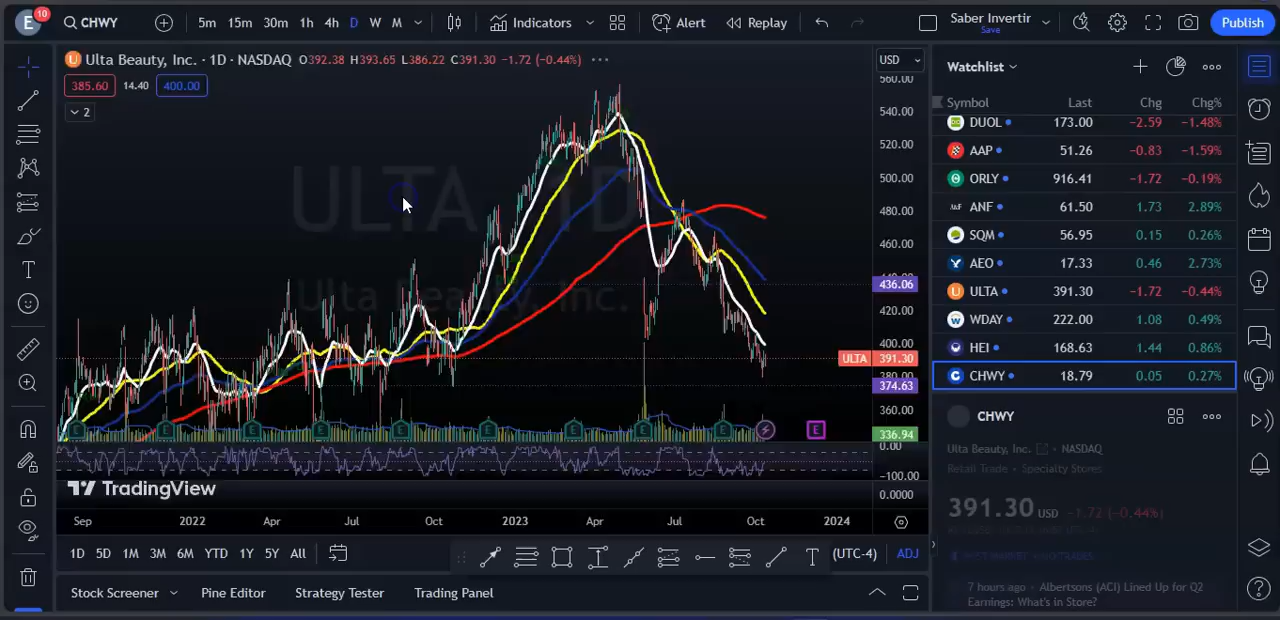 E 10 CHWY 5m 15m 30m 1h 4h D W M Indicators Alert Replay Saber Invertir Save Publish
Ulta Beauty, Inc. · 1D · NASDAQ O392.38 H393.65 L386.22 C391.30 −1.72 (−0.44%)
385.60 14.40 400.00
2
ULTA, 1D
Ulta Beauty, Inc.
USD
560.00
540.00
520.00
500.00
480.00
460.00
440.00
436.06
420.00
400.00
ULTA 391.30
374.63
360.00
336.94
0.00
−100.00
0.0000
E E E E E E E E E E
TradingView
Sep 2022 Apr Jul Oct 2023 Apr Jul Oct 2024
1D 5D 1M 3M 6M YTD 1Y 5Y All T (UTC-4) ADJ
Stock Screener Pine Editor Strategy Tester Trading Panel
Watchlist
Symbol Last Chg Chg%
DUOL 173.00 −2.59 −1.48%
AAP 51.26 −0.83 −1.59%
ORLY 916.41 −1.72 −0.19%
ANF 61.50 1.73 2.89%
SQM 56.95 0.15 0.26%
AEO 17.33 0.46 2.73%
ULTA 391.30 −1.72 −0.44%
WDAY 222.00 1.08 0.49%
HEI 168.63 1.44 0.86%
CHWY 18.79 0.05 0.27%
CHWY
Ulta Beauty, Inc. · NASDAQ
Retail Trade · Specialty Stores
391.30 USD −1.72 (−0.44%)
7 hours ago · Albertsons (ACI) Lined Up for Q2
Earnings: What's in Store?